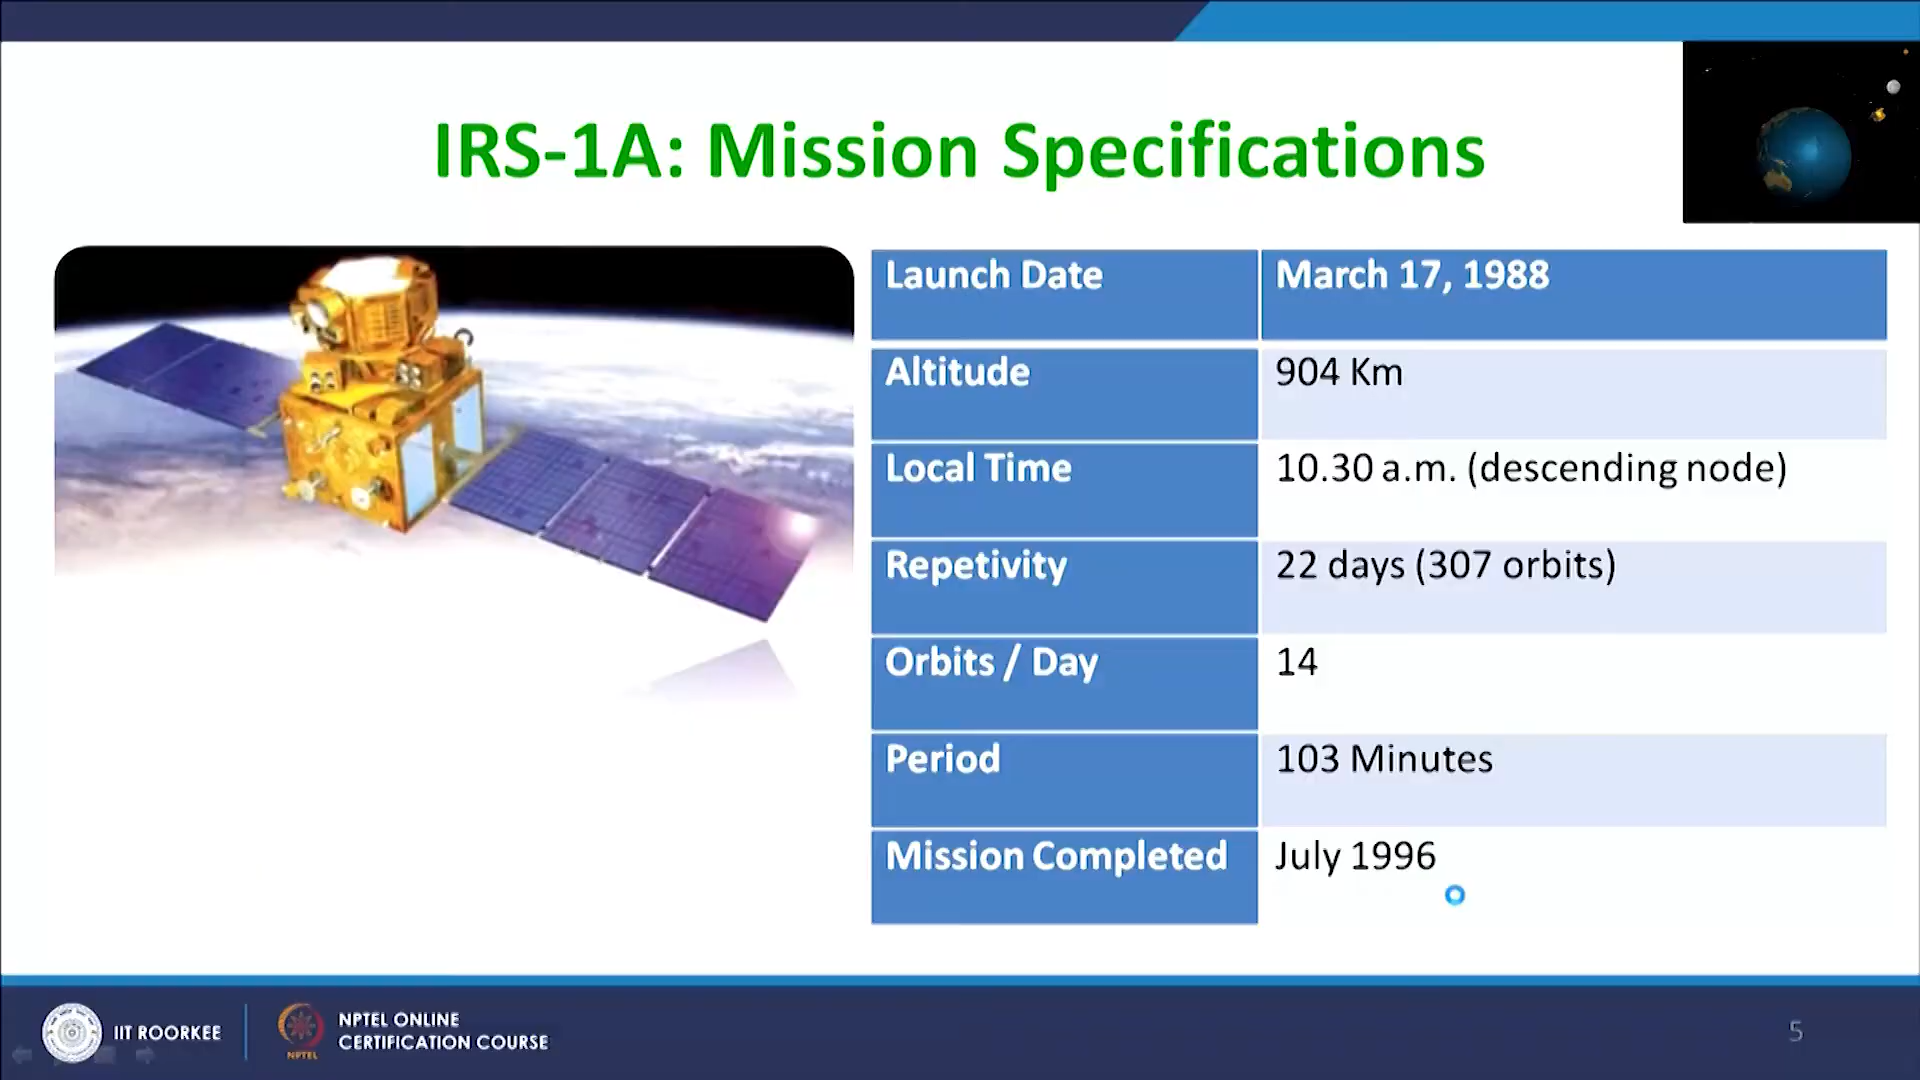 IRS-1A: Mission Specifications
Launch Date March 17, 1988
Altitude 904 Km
Local Time 10.30 a.m. (descending node)
Repetivity 22 days (307 orbits)
Orbits / Day 14
Period 103 Minutes
Mission Completed July 1996
IIT ROORKEE
NPTEL
NPTEL ONLINE
CERTIFICATION COURSE
5